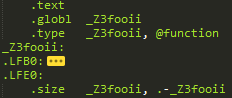 .text
.globl _Z3fooii
.type _Z3fooii, @function
_Z3fooii:
.LFB0:
.LFE0:
.size _Z3fooii, .-_Z3fooii